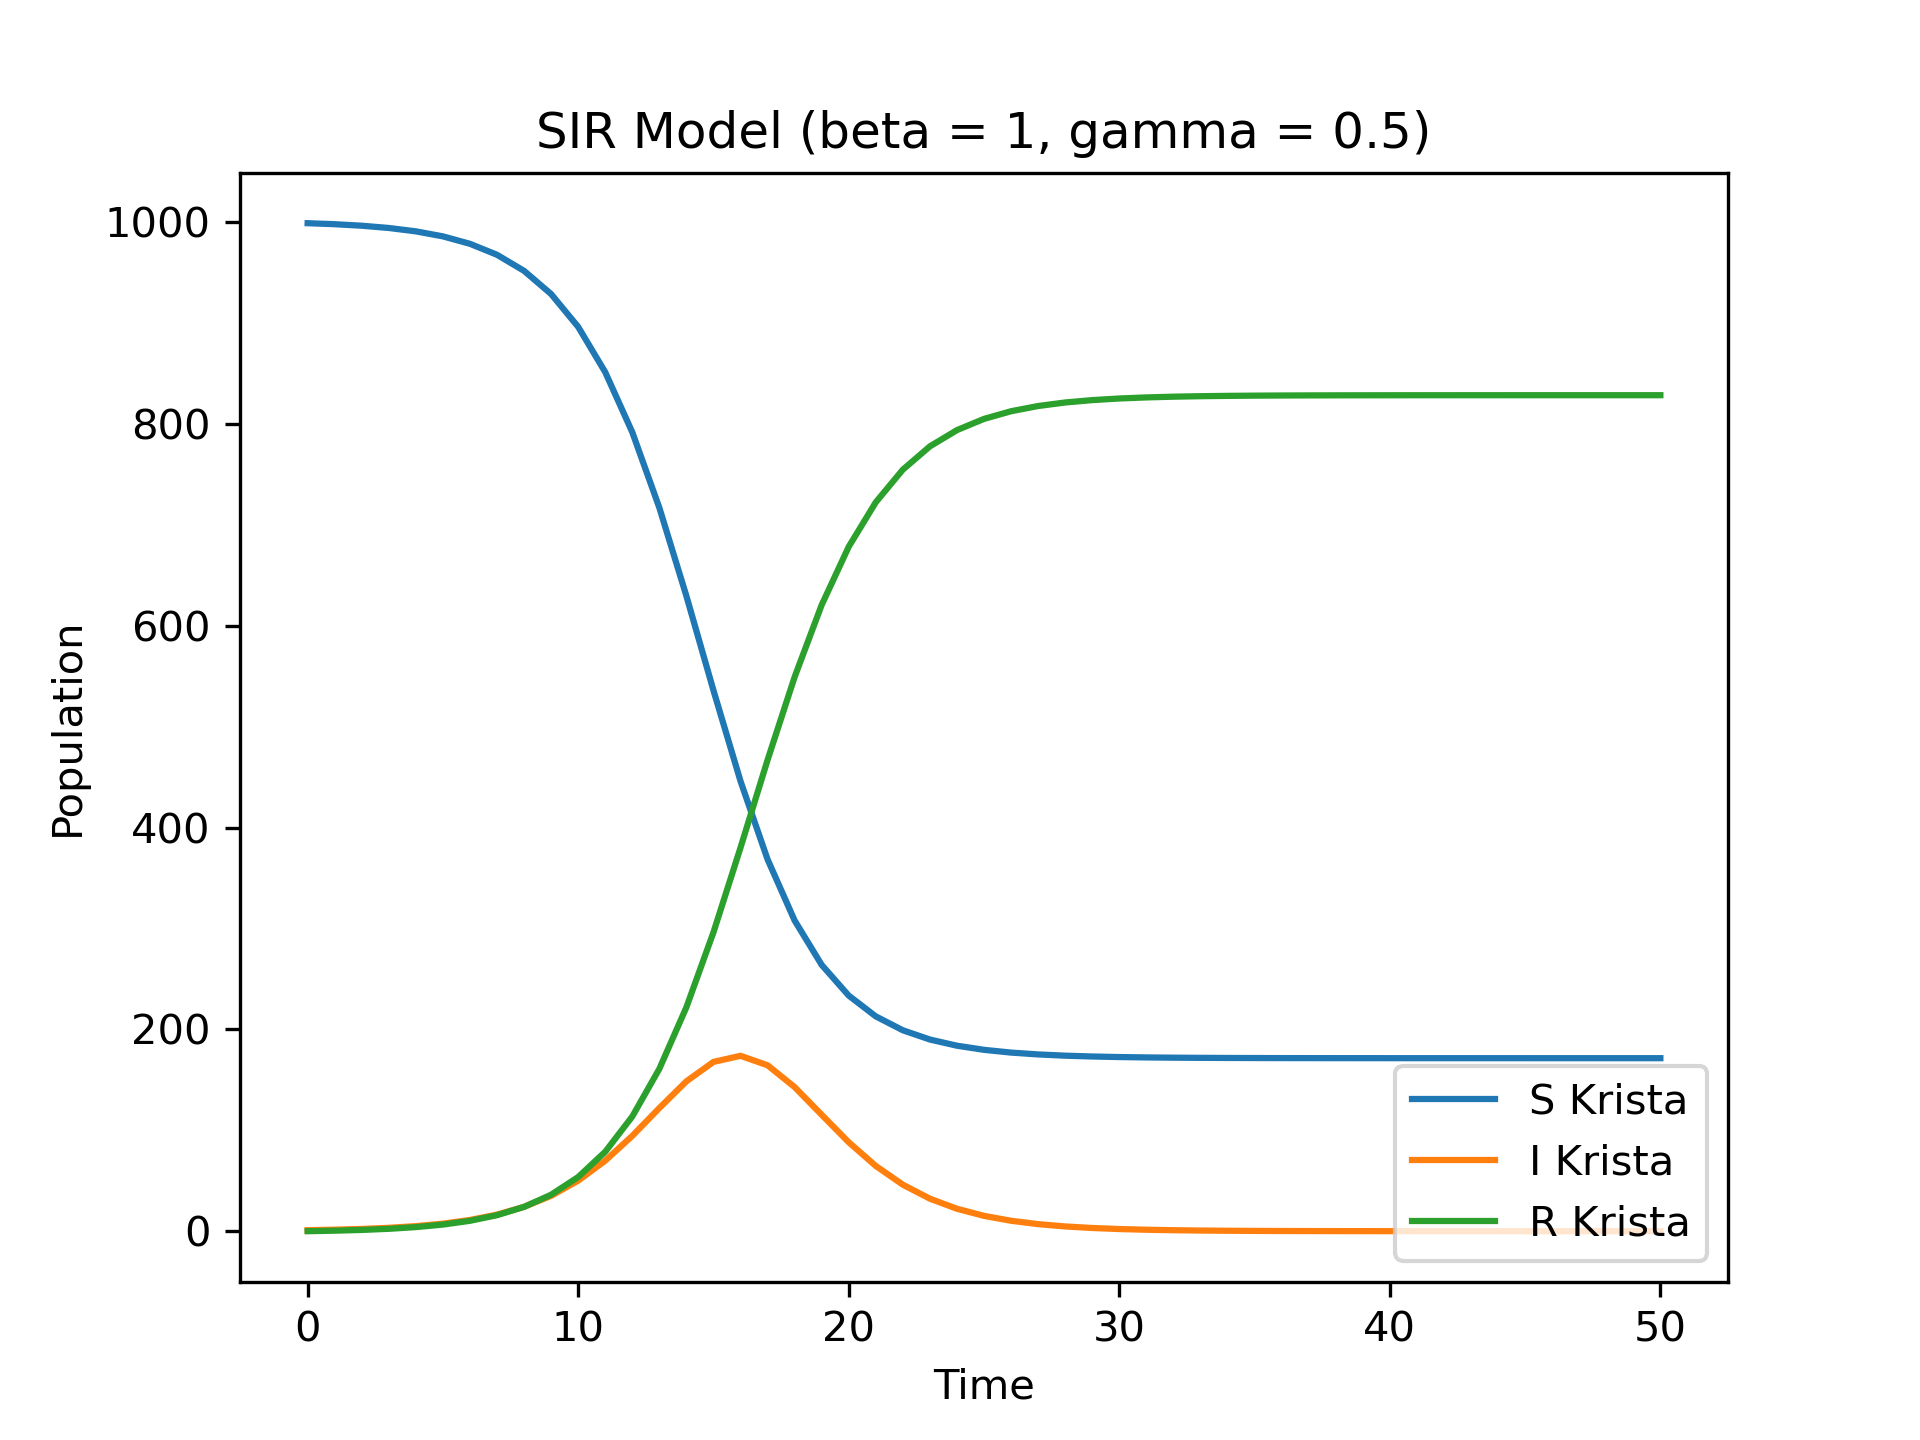 SIR Model (beta = 1, gamma = 0.5)
Population
1000
800
600
400
200
0
0 10 20 30 40 50
Time
S Krista
I Krista
R Krista